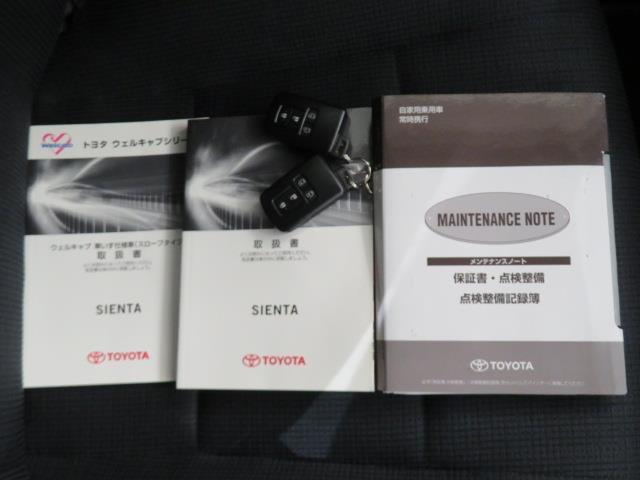 Welcab
トヨタ ウェルキャブシリー
ウェルキャブ 車いす仕様車(スロープタイプ
取扱書
SIENTA
TOYOTA
取扱書
SIENTA
TOYOTA
自家用乗用車
常時携行
MAINTENANCE NOTE
メンテナンスノート
保証書・点検整備
点検整備記録簿
TOYOTA